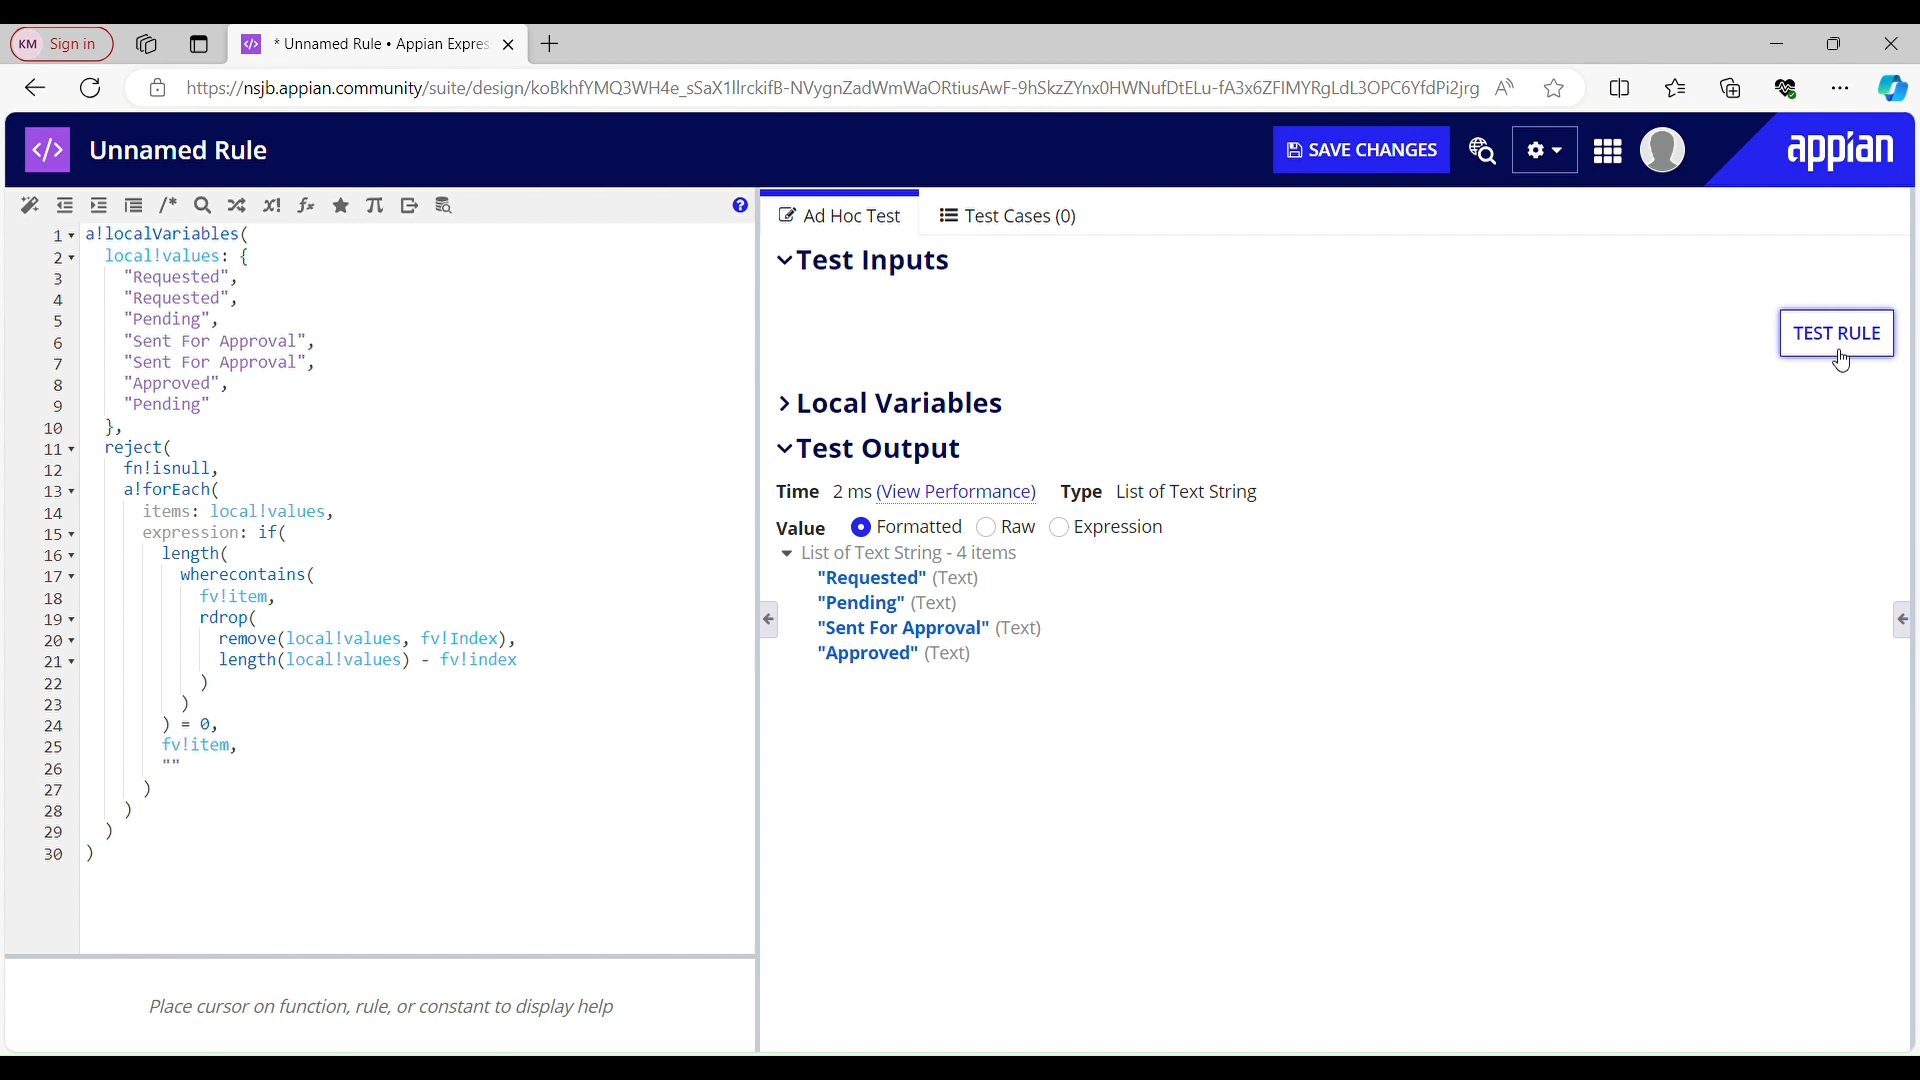 KM Sign in
* Unnamed Rule • Appian Expres
https://nsjb.appian.community/suite/design/koBkhfYMQ3WH4e_sSaX1llrckifB-NVygnZadWmWaORtiusAwF-9hSkzZYnx0HWNufDtELu-fA3x6ZFIMYRgLdL3OPC6YfdPi2jrg
Unnamed Rule
SAVE CHANGES
appian
1 a!localVariables(
2 local!values: {
3 "Requested",
4 "Requested",
5 "Pending",
6 "Sent For Approval",
7 "Sent For Approval",
8 "Approved",
9 "Pending"
10 },
11 reject(
12 fn!isnull,
13 a!forEach(
14 items: local!values,
15 expression: if(
16 length(
17 wherecontains(
18 fv!item,
19 rdrop(
20 remove(local!values, fv!Index),
21 length(local!values) - fv!index
22 )
23 )
24 ) = 0,
25 fv!item,
26 ""
27 )
28 )
29 )
30 )
Place cursor on function, rule, or constant to display help
Ad Hoc Test
Test Cases (0)
Test Inputs
TEST RULE
Local Variables
Test Output
Time 2 ms (View Performance) Type List of Text String
Value Formatted Raw Expression
List of Text String - 4 items
"Requested" (Text)
"Pending" (Text)
"Sent For Approval" (Text)
"Approved" (Text)